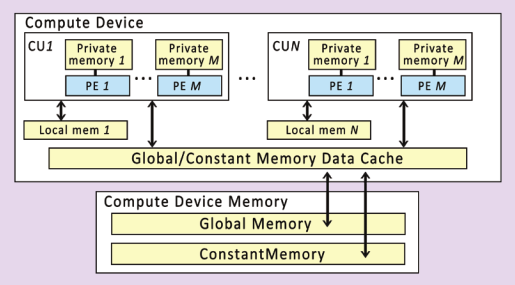 Compute Device
CU1
Private memory 1
Private memory M
PE 1
...
PE M
...
CUN
Private memory 1
Private memory M
PE 1
...
PE M
Local mem 1
Local mem N
Global/Constant Memory Data Cache
Compute Device Memory
Global Memory
ConstantMemory